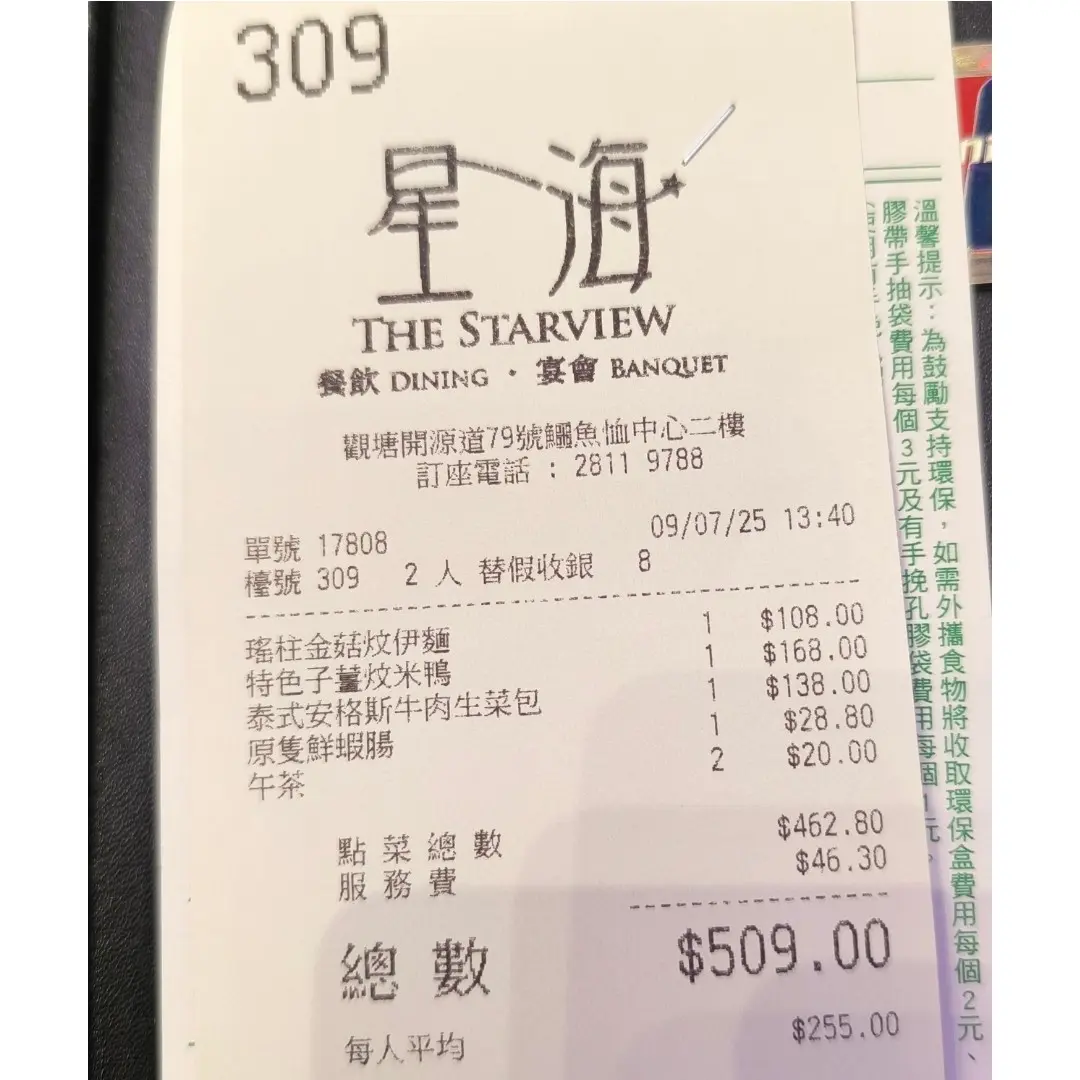 309
星海
THE STARVIEW
餐飲 DINING · 宴會 BANQUET
觀塘開源道79號鱷魚恤中心二樓
訂座電話 : 2811 9788
單號 17808 09/07/25 13:40
檯號 309 2 人 替假收銀 8
瑤柱金菇炆伊麵 1 $108.00
特色子薑炆米鴨 1 $168.00
泰式安格斯牛肉生菜包 1 $138.00
原隻鮮蝦腸 1 $28.80
午茶 2 $20.00
點菜總數 $462.80
服務費 $46.30
總數 $509.00
每人平均 $255.00
溫馨提示：為鼓勵支持環保，如需外攜食物將收取環保盒費用每個2元、
膠帶手抽袋費用每個3元及有手挽孔膠袋費用每個1元。